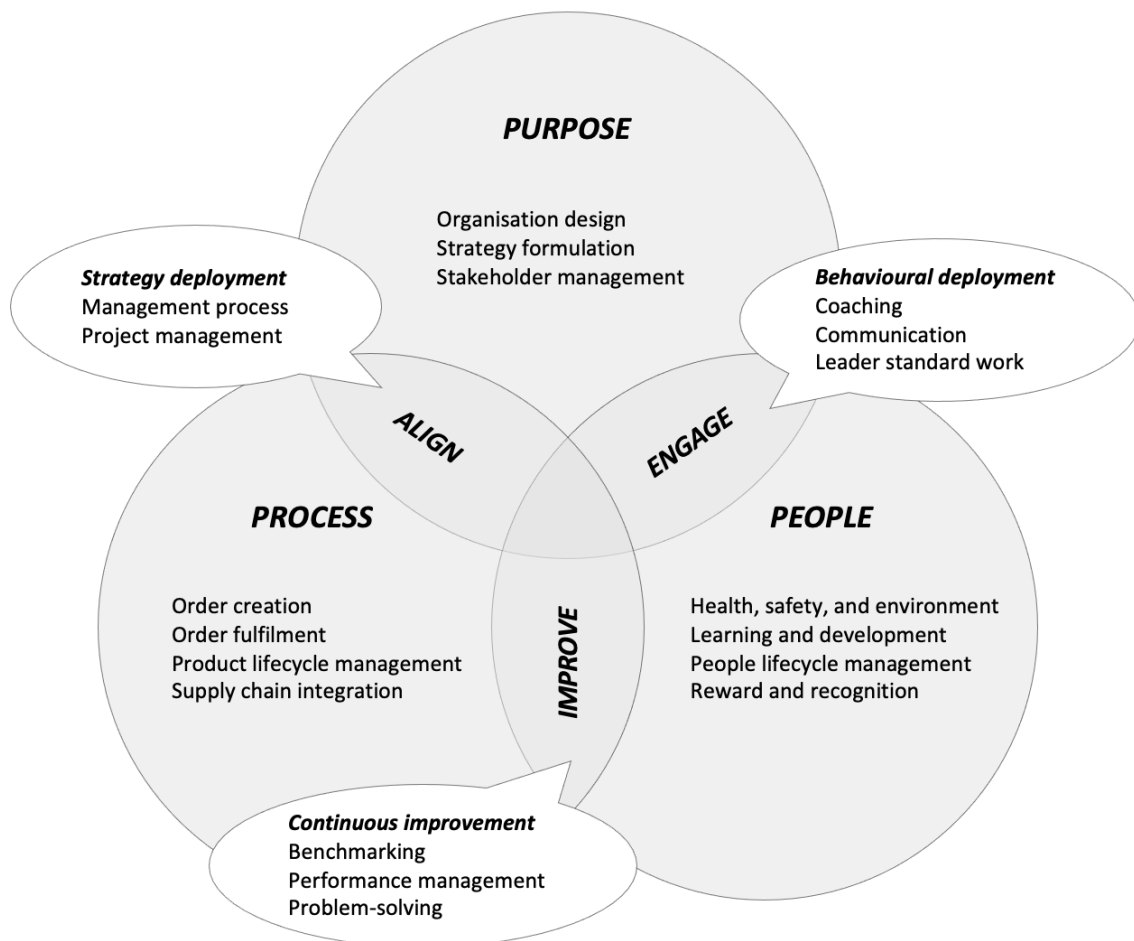 PURPOSE
Organisation design
Strategy formulation
Stakeholder management
Strategy deployment
Management process
Project management
Behavioural deployment
Coaching
Communication
Leader standard work
ALIGN
ENGAGE
PROCESS
PEOPLE
Order creation
Order fulfilment
Product lifecycle management
Supply chain integration
IMPROVE
Health, safety, and environment
Learning and development
People lifecycle management
Reward and recognition
Continuous improvement
Benchmarking
Performance management
Problem-solving